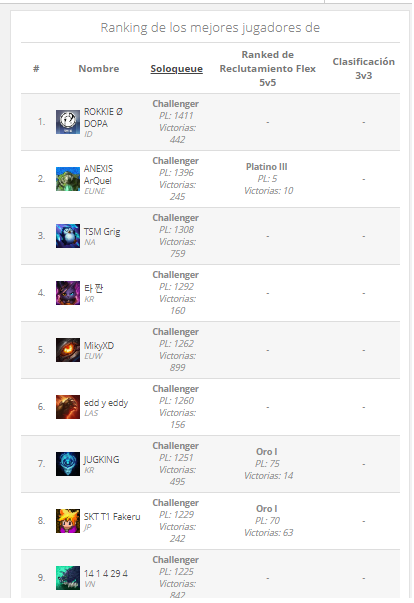 Ranking de los mejores jugadores de
# Nombre Soloqueue Ranked de Reclutamiento Flex 5v5 Clasificación 3v3
1. ROKKIE Ø DOPA ID Challenger PL: 1411 Victorias: 442 - -
2. ANEXIS ArQuel EUNE Challenger PL: 1396 Victorias: 245 Platino III PL: 5 Victorias: 10 -
3. TSM Grig NA Challenger PL: 1308 Victorias: 759 - -
4. 타 짠 KR Challenger PL: 1292 Victorias: 160 - -
5. MikyXD EUW Challenger PL: 1262 Victorias: 899 - -
6. edd y eddy LAS Challenger PL: 1260 Victorias: 156 - -
7. JUGKING KR Challenger PL: 1251 Victorias: 495 Oro I PL: 75 Victorias: 14 -
8. SKT T1 Fakeru JP Challenger PL: 1229 Victorias: 242 Oro I PL: 70 Victorias: 63 -
9. 14 1 4 29 4 VN Challenger PL: 1225 Victorias: 842 - -